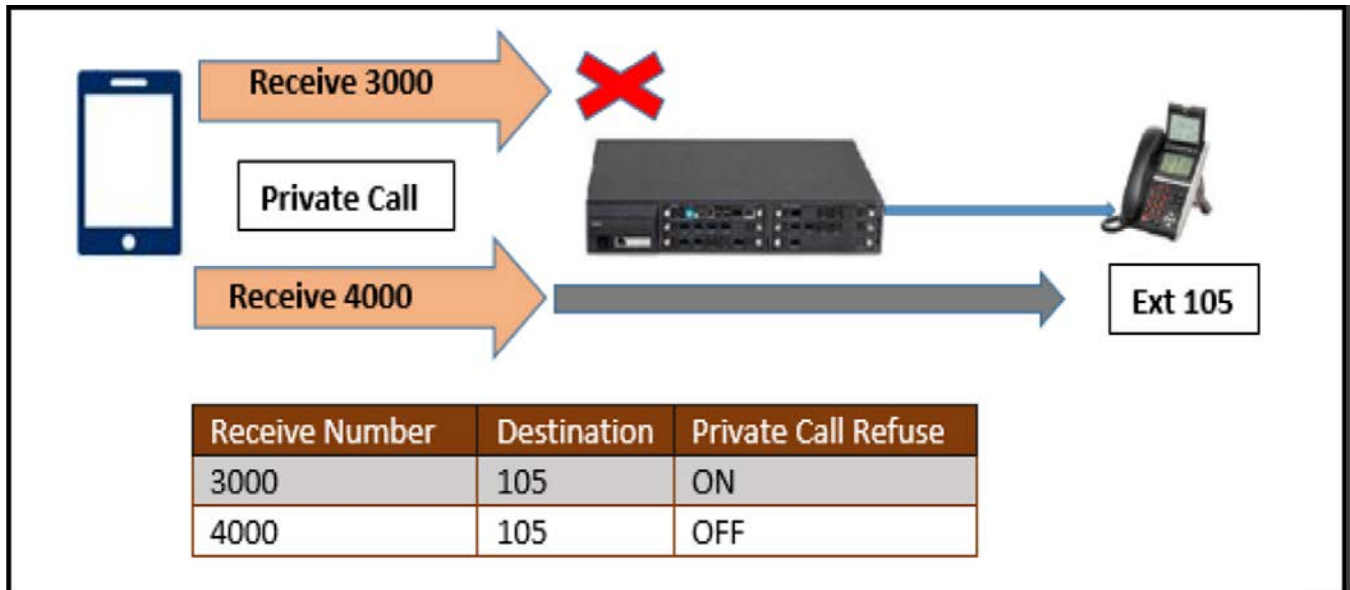 Receive 3000
Private Call
Receive 4000
Ext 105
Receive Number Destination Private Call Refuse
3000 105 ON
4000 105 OFF